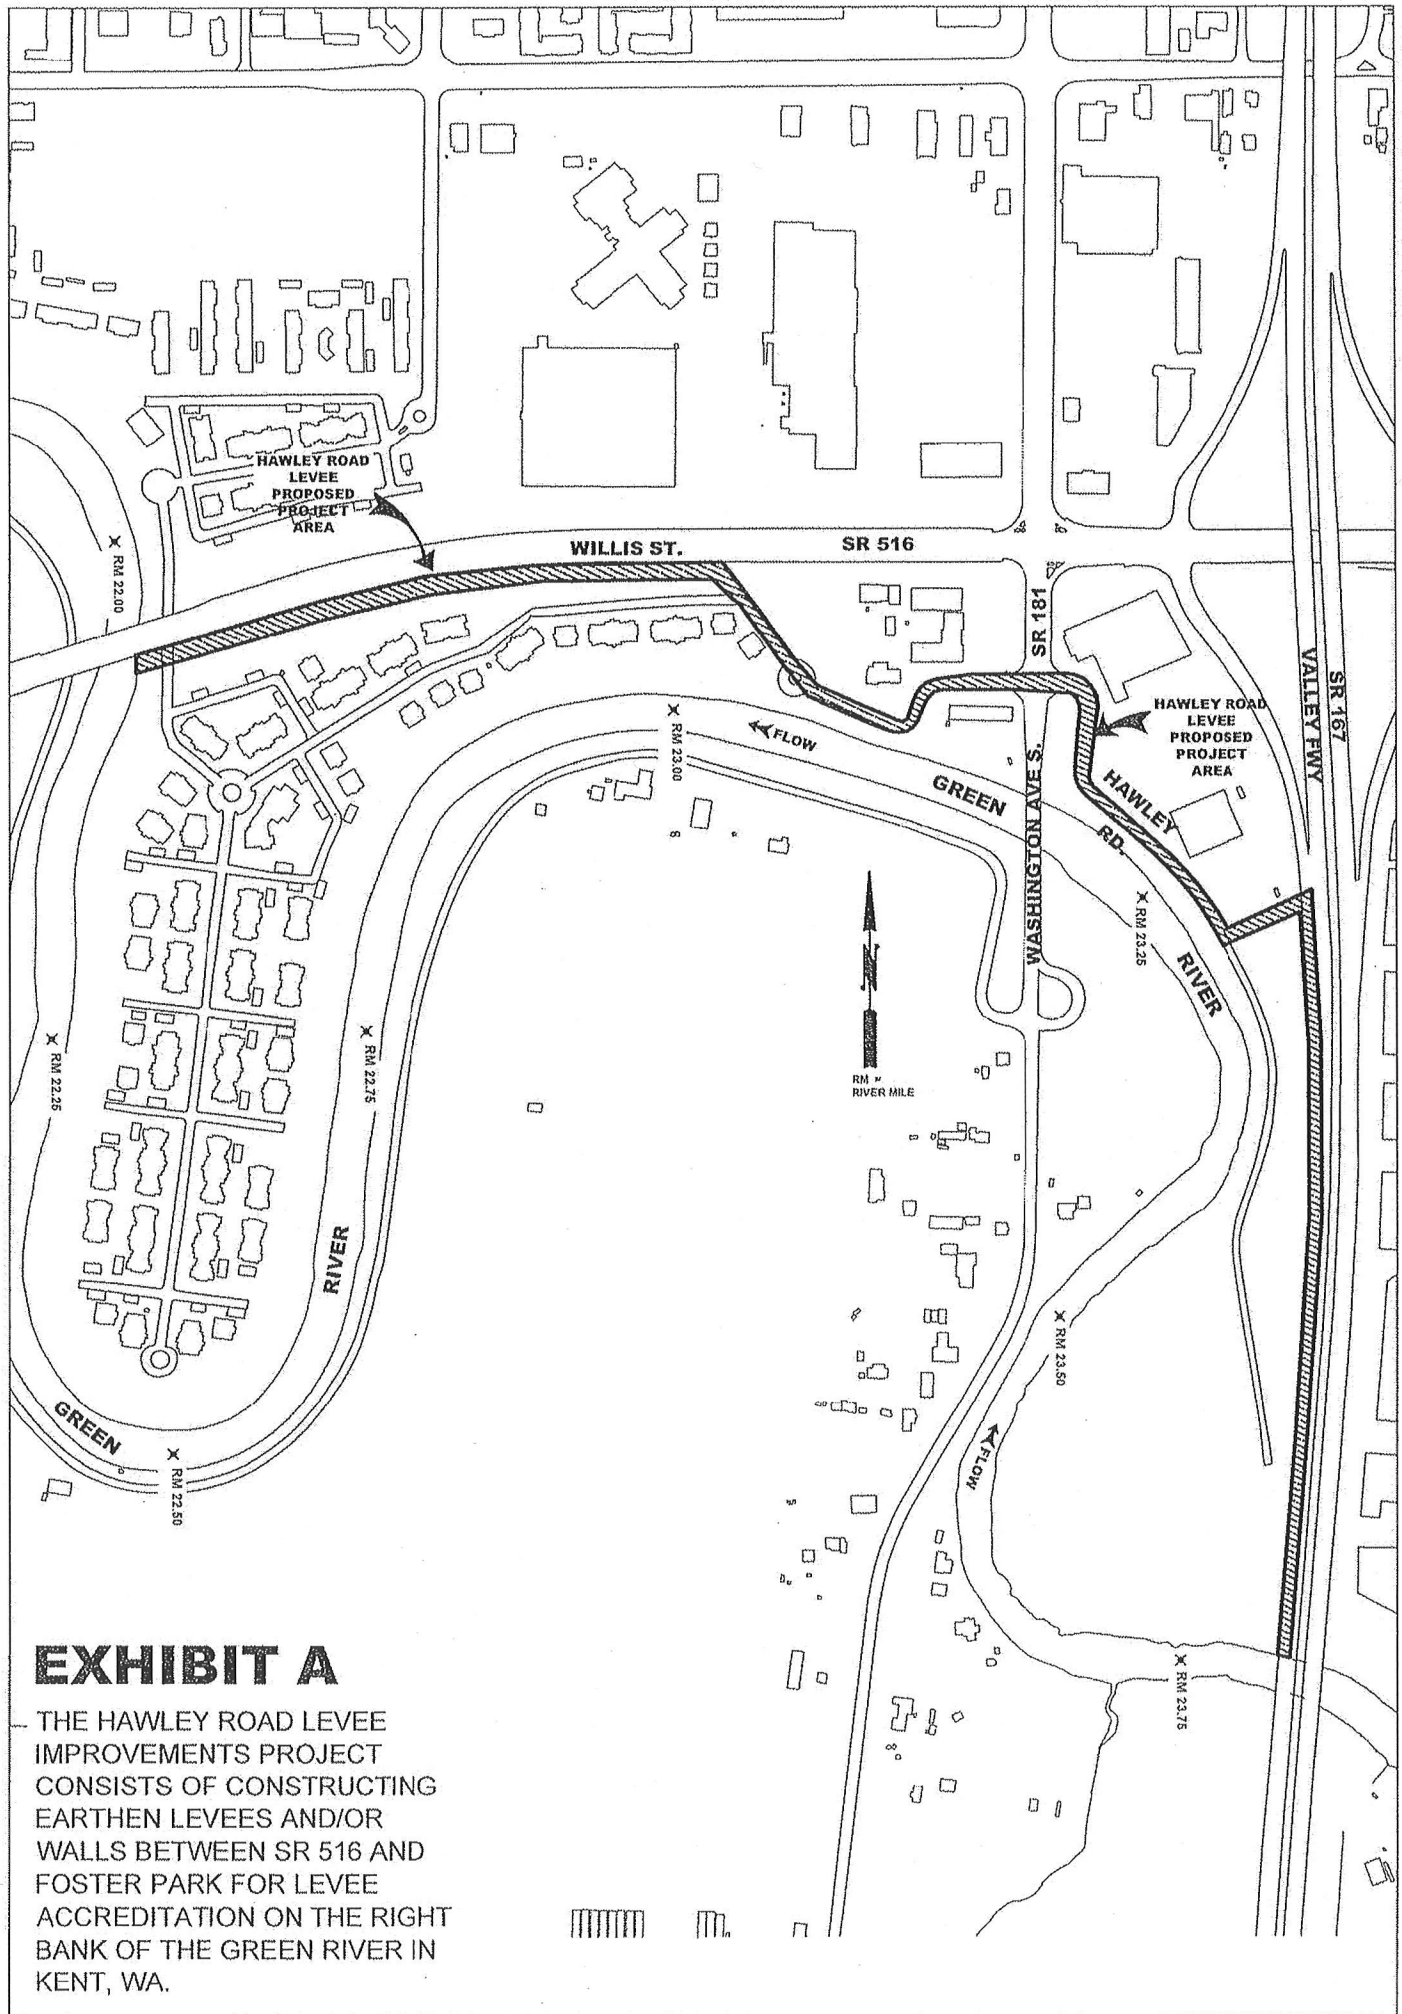 HAWLEY ROAD
LEVEE
PROPOSED
PROJECT
AREA
WILLIS ST.
SR 516
RM 22.00
SR 181
VALLEY FWY
SR 167
HAWLEY ROAD
LEVEE
PROPOSED
PROJECT
AREA
RM 23.00
FLOW
GREEN
WASHINGTON AVE S.
HAWLEY
RD.
RM 23.25
RIVER
N
RM =
RIVER MILE
RM 22.25
RM 22.75
RIVER
RM 23.50
GREEN
RM 22.50
FLOW
RM 23.75
EXHIBIT A
THE HAWLEY ROAD LEVEE
IMPROVEMENTS PROJECT
CONSISTS OF CONSTRUCTING
EARTHEN LEVEES AND/OR
WALLS BETWEEN SR 516 AND
FOSTER PARK FOR LEVEE
ACCREDITATION ON THE RIGHT
BANK OF THE GREEN RIVER IN
KENT, WA.